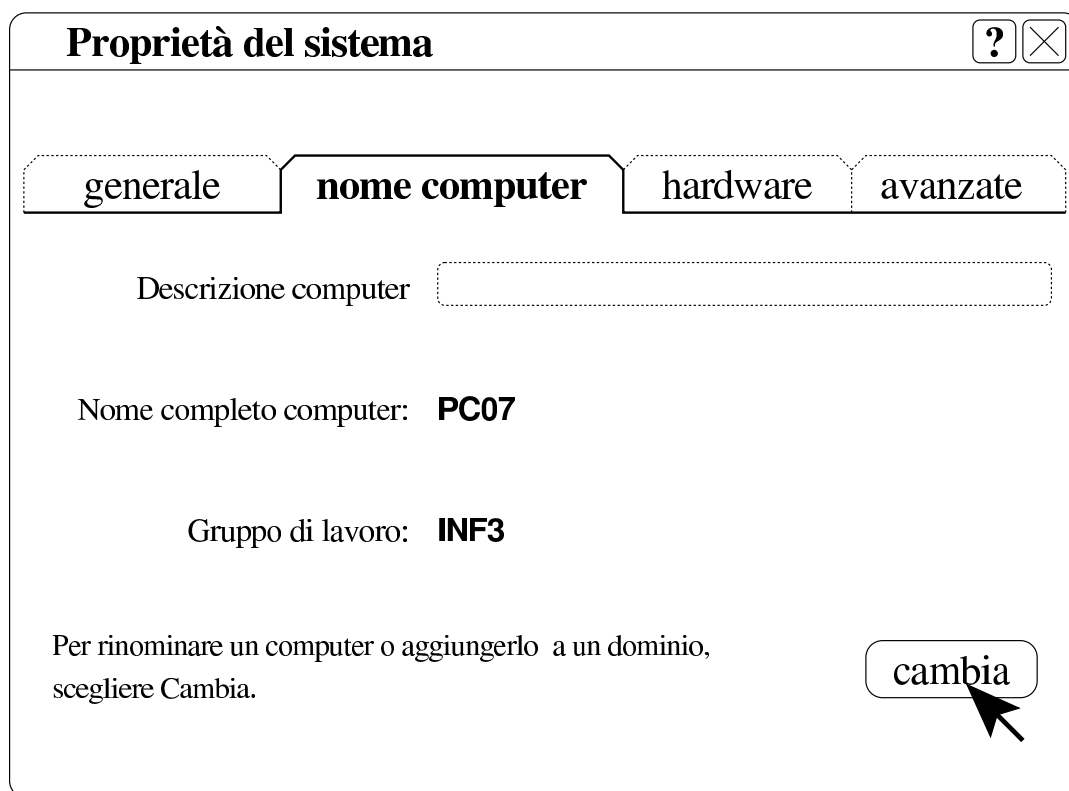 Proprietà del sistema ?
generale nome computer hardware avanzate
Descrizione computer
Nome completo computer: PC07
Gruppo di lavoro: INF3
Per rinominare un computer o aggiungerlo a un dominio,
scegliere Cambia.
cambia